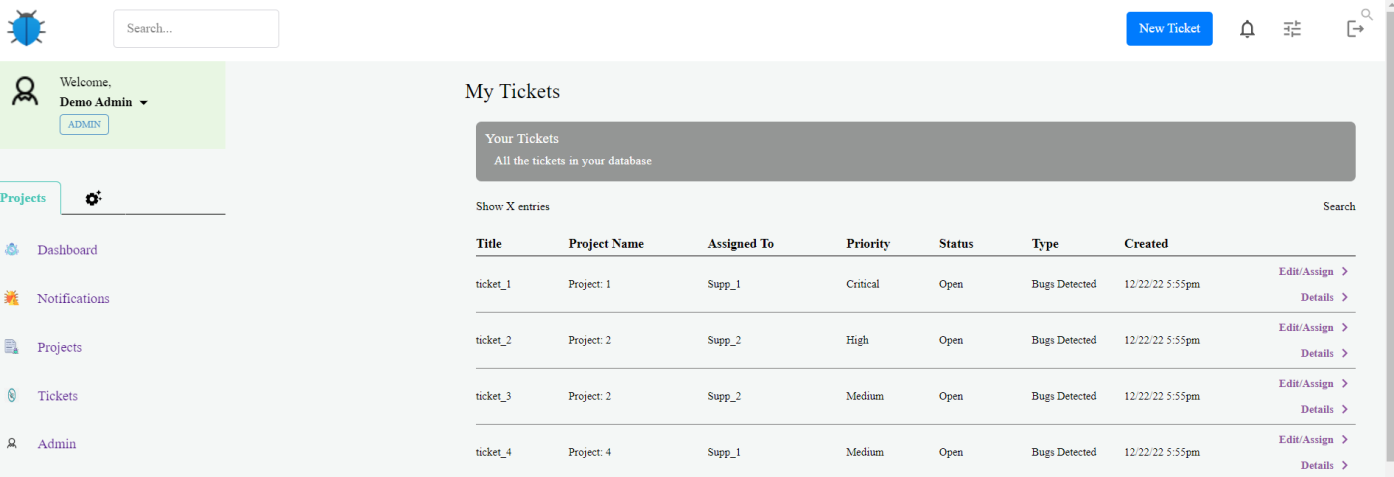 Search...
New Ticket
Welcome,
Demo Admin
ADMIN
Projects
Dashboard
Notifications
Projects
Tickets
Admin
My Tickets
Your Tickets
All the tickets in your database
Show X entries Search
Title Project Name Assigned To Priority Status Type Created
ticket_1 Project: 1 Supp_1 Critical Open Bugs Detected 12/22/22 5:55pm Edit/Assign
Details
ticket_2 Project: 2 Supp_2 High Open Bugs Detected 12/22/22 5:55pm Edit/Assign
Details
ticket_3 Project: 2 Supp_2 Medium Open Bugs Detected 12/22/22 5:55pm Edit/Assign
Details
ticket_4 Project: 4 Supp_1 Medium Open Bugs Detected 12/22/22 5:55pm Edit/Assign
Details